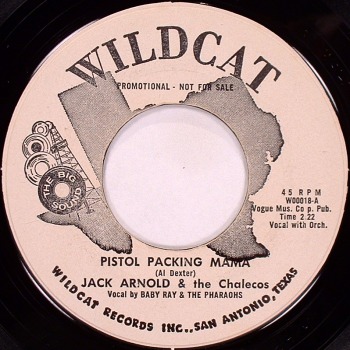 WILDCAT
PROMOTIONAL - NOT FOR SALE
THE BIG SOUND
45 RPM
W00018-A
Vogue Mus. Co p. Pub.
Time 2.22
Vocal with Orch.
PISTOL PACKING MAMA
(Al Dexter)
JACK ARNOLD & the Chalecos
Vocal by BABY RAY & THE PHARAOHS
WILDCAT RECORDS INC., SAN ANTONIO, TEXAS